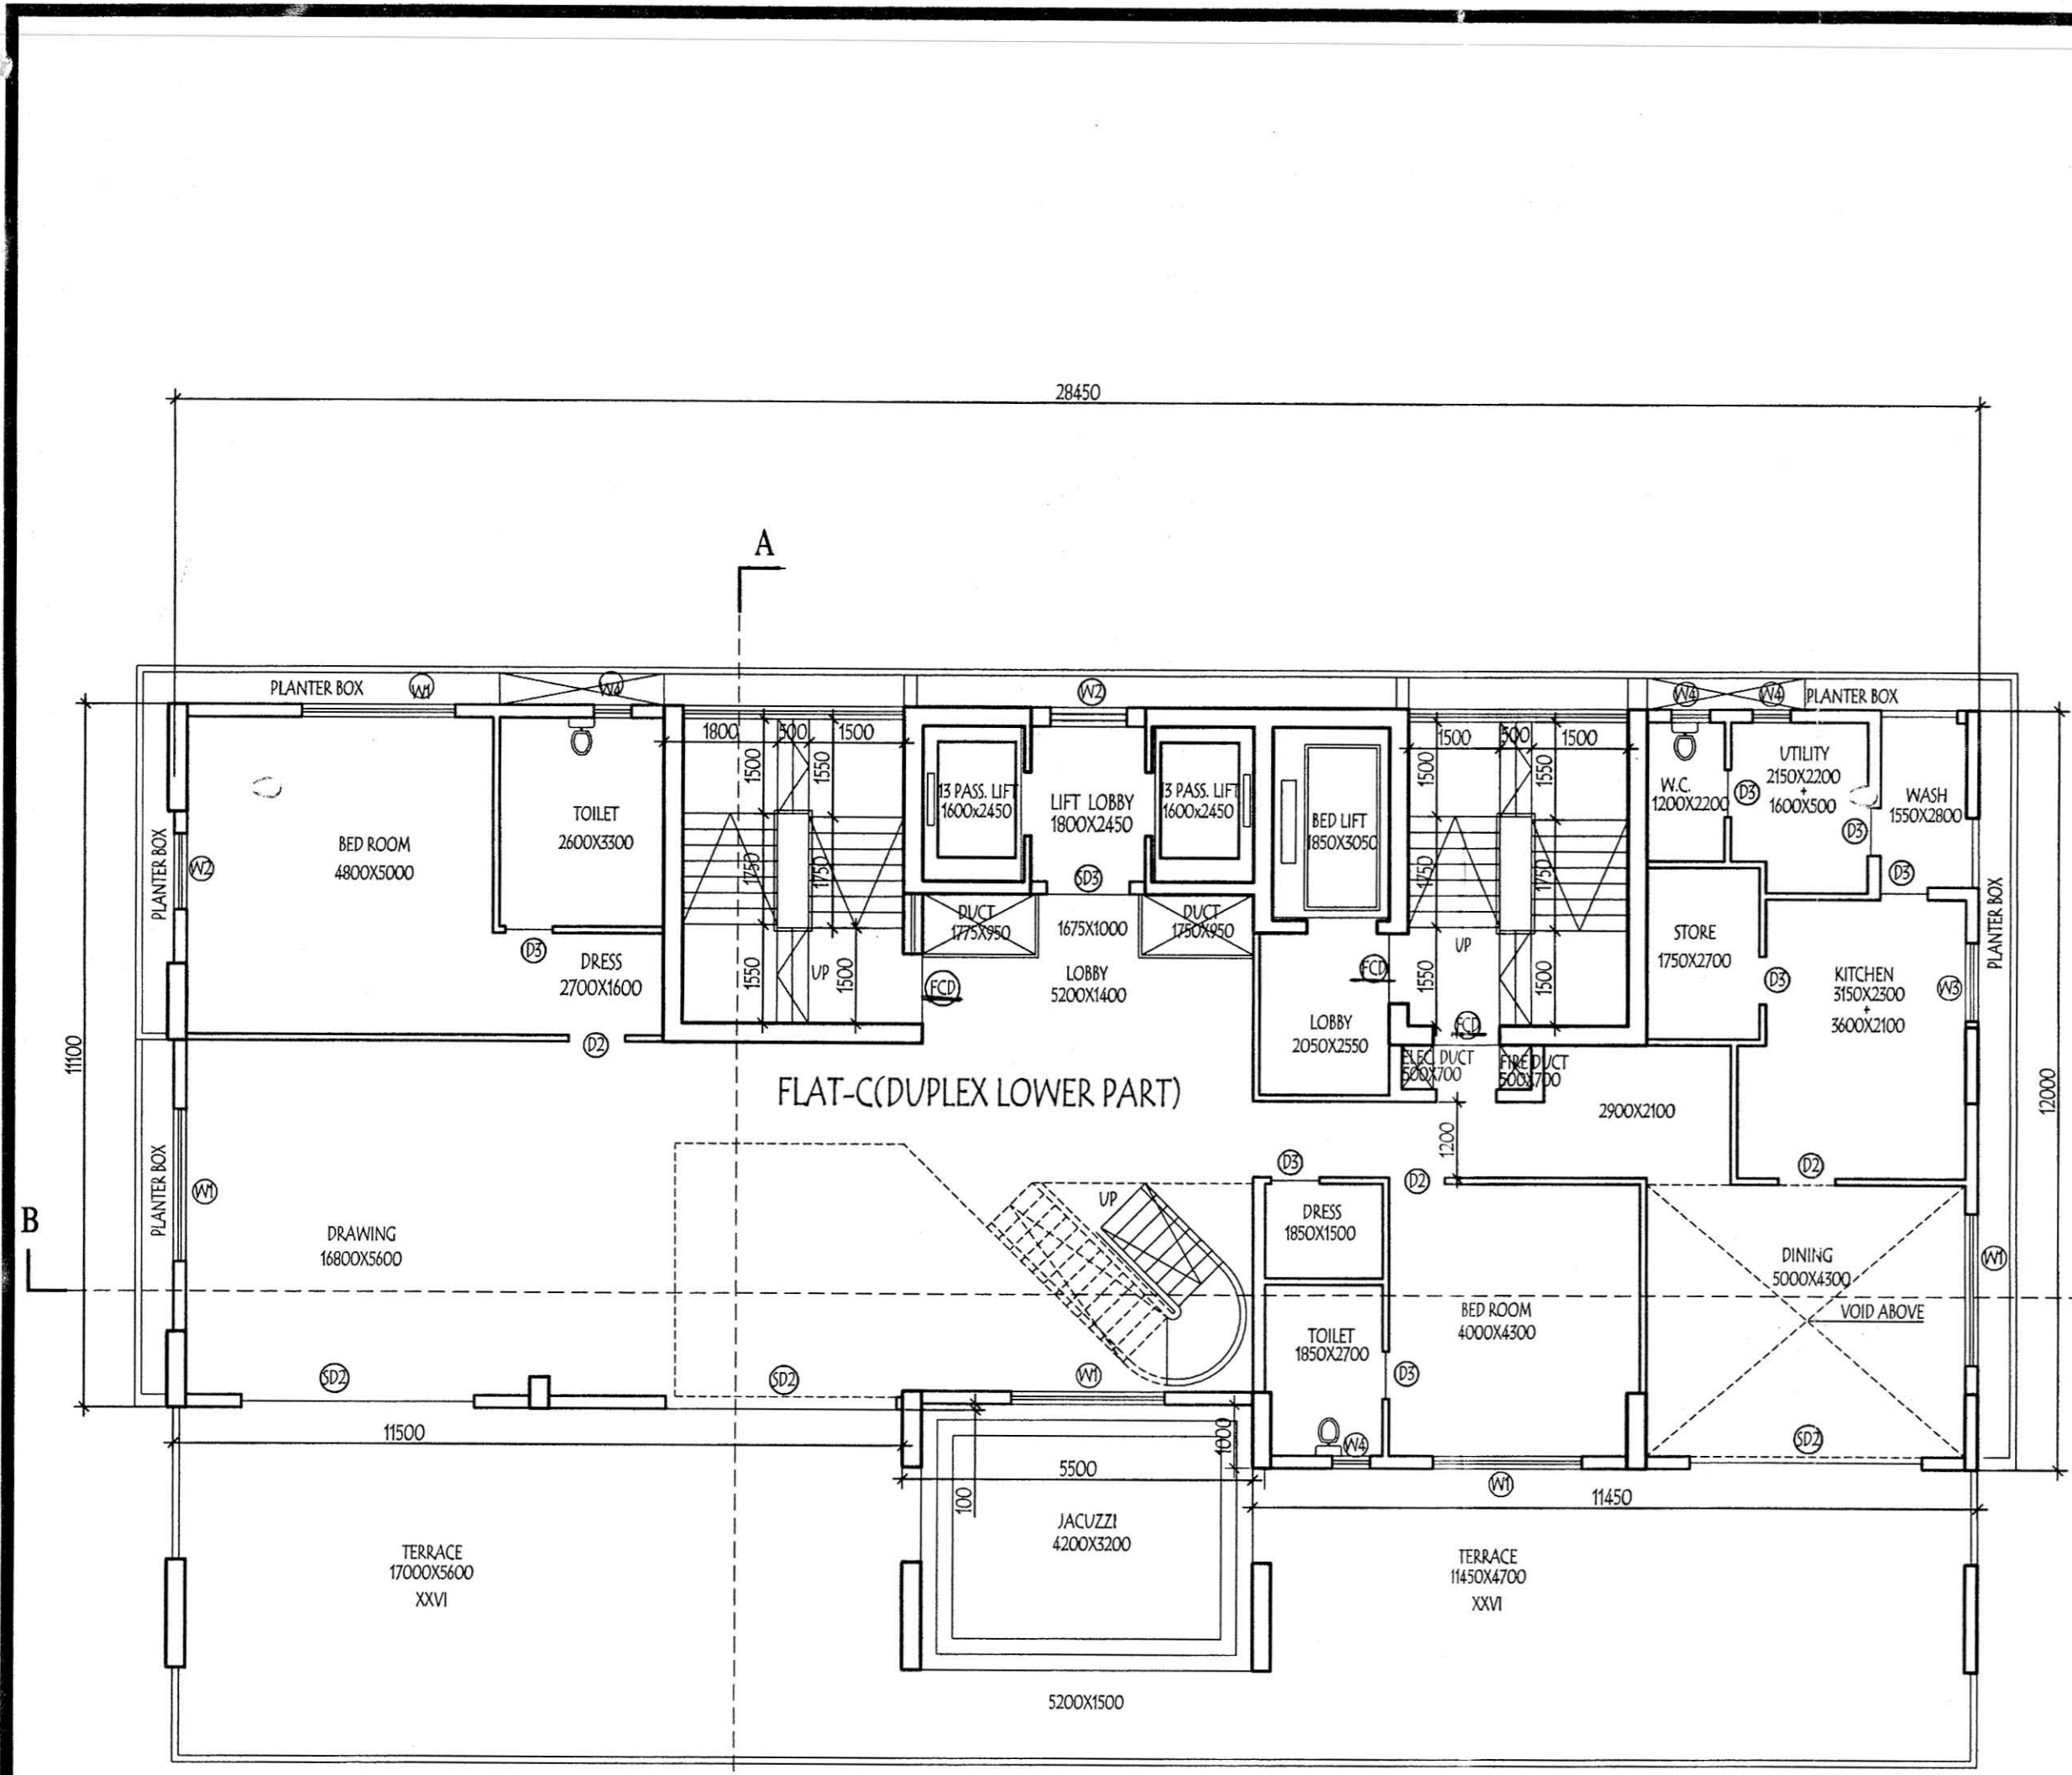 28450
A
PLANTER BOX
W1
W4
W2
W4
W4
PLANTER BOX
1800
500
1500
1500
500
1500
1500
1550
1500
1550
13 PASS. LIFT
1600x2450
LIFT LOBBY
1800X2450
13 PASS. LIFT
1600x2450
BED LIFT
1850X3050
W.C.
1200X2200
D3
UTILITY
2150X2200
+
1600X500
WASH
1550X2800
D3
D3
TOILET
2600X3300
BED ROOM
4800X5000
PLANTER BOX
W2
1750
1750
SD3
1750
1750
DUCT
1775X950
1675X1000
DUCT
1750X950
STORE
1750X2700
D3
KITCHEN
3150X2300
+
3600X2100
W3
PLANTER BOX
D3
DRESS
2700X1600
1550
UP
1500
FCD
LOBBY
5200X1400
FCD
UP
1550
1500
LOBBY
2050X2550
FCD
D2
11100
ELEC. DUCT
500X700
FIRE DUCT
500X700
FLAT-C(DUPLEX LOWER PART)
2900X2100
12000
1200
PLANTER BOX
W1
D3
D2
D2
UP
B
DRAWING
16800X5600
DRESS
1850X1500
DINING
5000X4300
W1
BED ROOM
4000X4300
VOID ABOVE
TOILET
1850X2700
D3
SD2
SD2
W1
11500
1000
W4
SD2
5500
100
W1
11450
JACUZZI
4200X3200
TERRACE
17000X5600
XXVI
TERRACE
11450X4700
XXVI
5200X1500